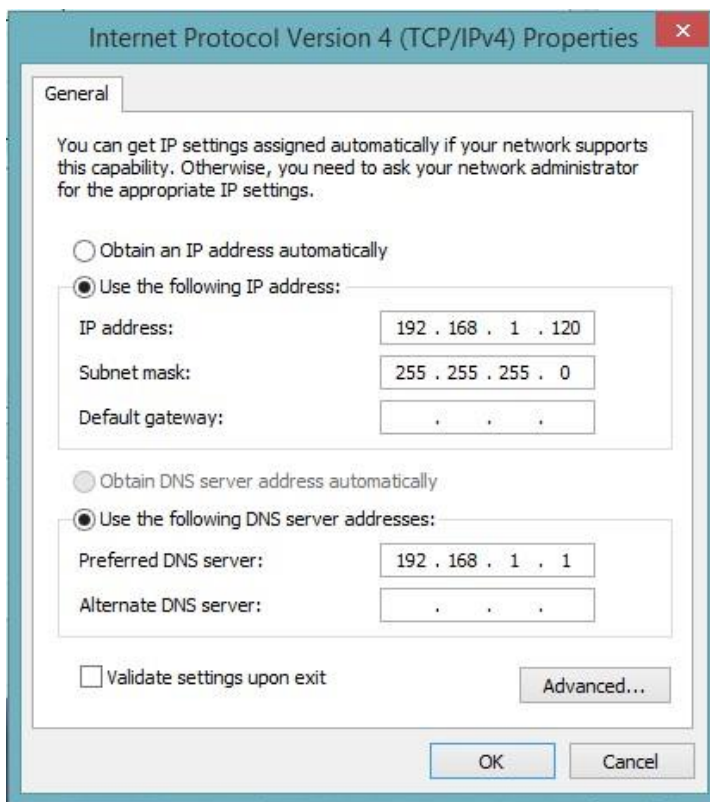 Internet Protocol Version 4 (TCP/IPv4) Properties
General
You can get IP settings assigned automatically if your network supports
this capability. Otherwise, you need to ask your network administrator
for the appropriate IP settings.
Obtain an IP address automatically
Use the following IP address:
IP address: 192 . 168 . 1 . 120
Subnet mask: 255 . 255 . 255 . 0
Default gateway: . . .
Obtain DNS server address automatically
Use the following DNS server addresses:
Preferred DNS server: 192 . 168 . 1 . 1
Alternate DNS server: . . .
Validate settings upon exit
Advanced...
OK Cancel